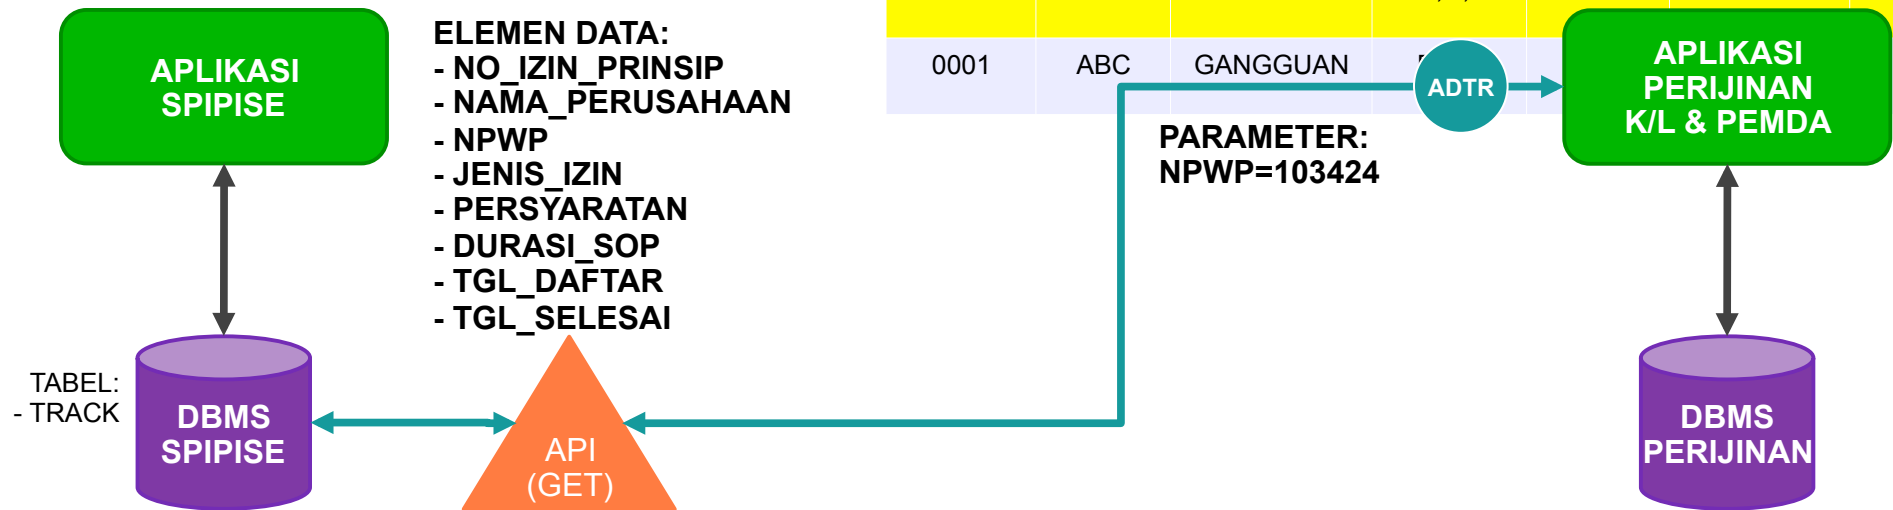 APLIKASI
SPIPISE
ELEMEN DATA:
- NO_IZIN_PRINSIP
- NAMA_PERUSAHAAN
- NPWP
- JENIS_IZIN
- PERSYARATAN
- DURASI_SOP
- TGL_DAFTAR
- TGL_SELESAI
0001 ABC GANGGUAN
ADTR
APLIKASI
PERIJINAN
K/L & PEMDA
PARAMETER:
NPWP=103424
TABEL:
- TRACK
DBMS
SPIPISE
API
(GET)
DBMS
PERIJINAN